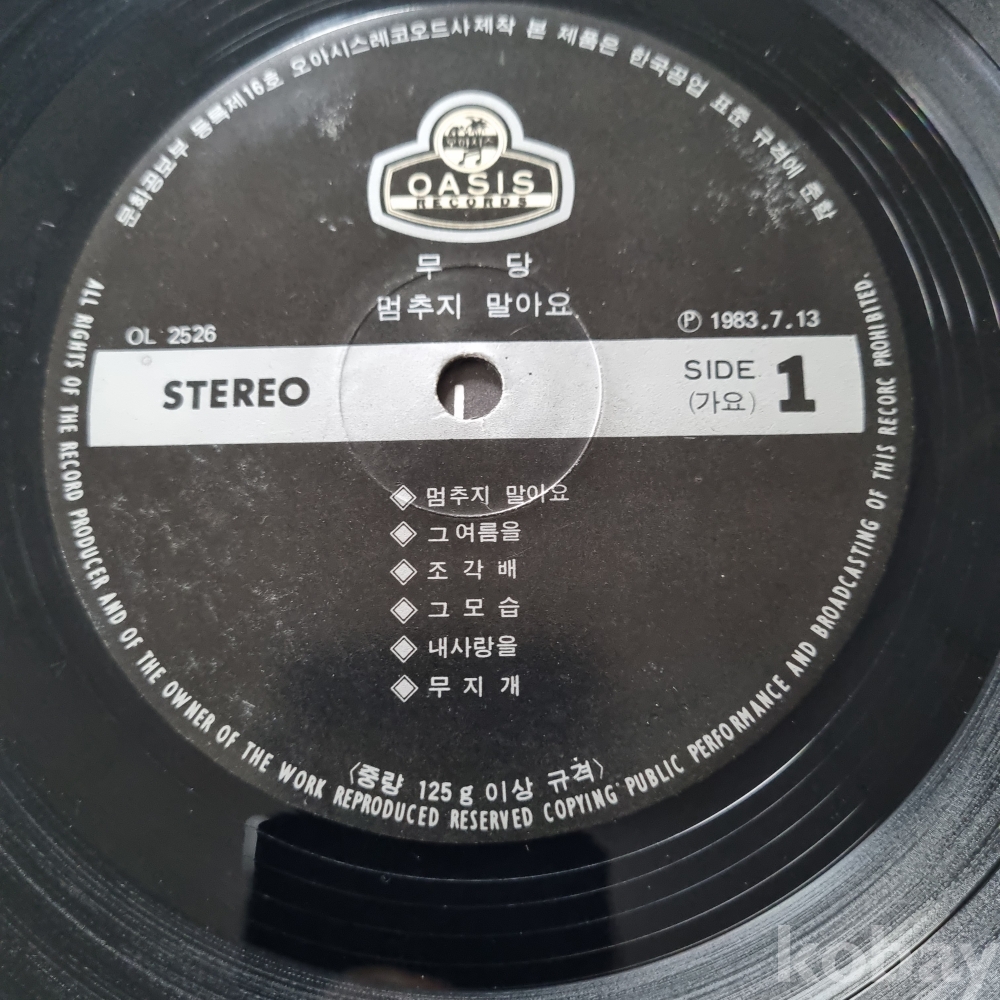 문화공보부 등록제16호 오아시스레코오드사제작 본 제품은 한국공업 표준 규격에 준함
OASIS
RECORDS
무 당
멈추지 말아요
OL 2526
Ⓟ 1983.7.13
STEREO
SIDE 1
(가요)
멈추지 말아요
그여름을
조각배
그모습
내사랑을
무지개
〈중량 125g 이상 규격〉
ALL RIGHTS OF THE RECORD PRODUCER AND OF THE OWNER OF THE WORK REPRODUCED RESERVED COPYING PUBLIC PERFORMANCE AND BROADCASTING OF THIS RECORC PROHIBITED.
kobay